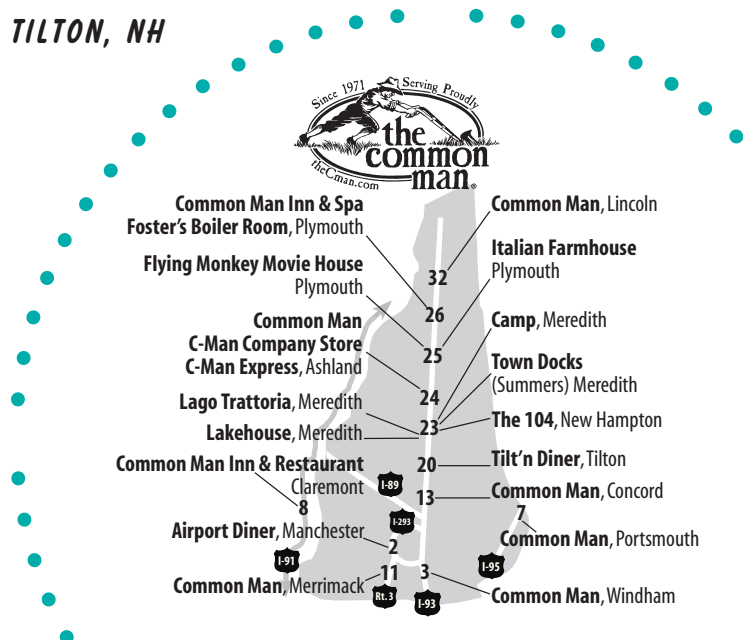 TILTON, NH
Since 1971
Serving Proudly
the
common
man®
theCman.com
Common Man Inn & Spa
Foster's Boiler Room, Plymouth
Flying Monkey Movie House
Plymouth
Common Man
C-Man Company Store
C-Man Express, Ashland
Lago Trattoria, Meredith
Lakehouse, Meredith
Common Man Inn & Restaurant
Claremont
8
Airport Diner, Manchester
Common Man, Merrimack
Common Man, Lincoln
Italian Farmhouse
Plymouth
Camp, Meredith
Town Docks
(Summers) Meredith
The 104, New Hampton
Tilt'n Diner, Tilton
Common Man, Concord
7
Common Man, Portsmouth
Common Man, Windham
32
26
25
24
23
20
13
2
11
3
I-89
I-293
I-91
Rt. 3
I-93
I-95